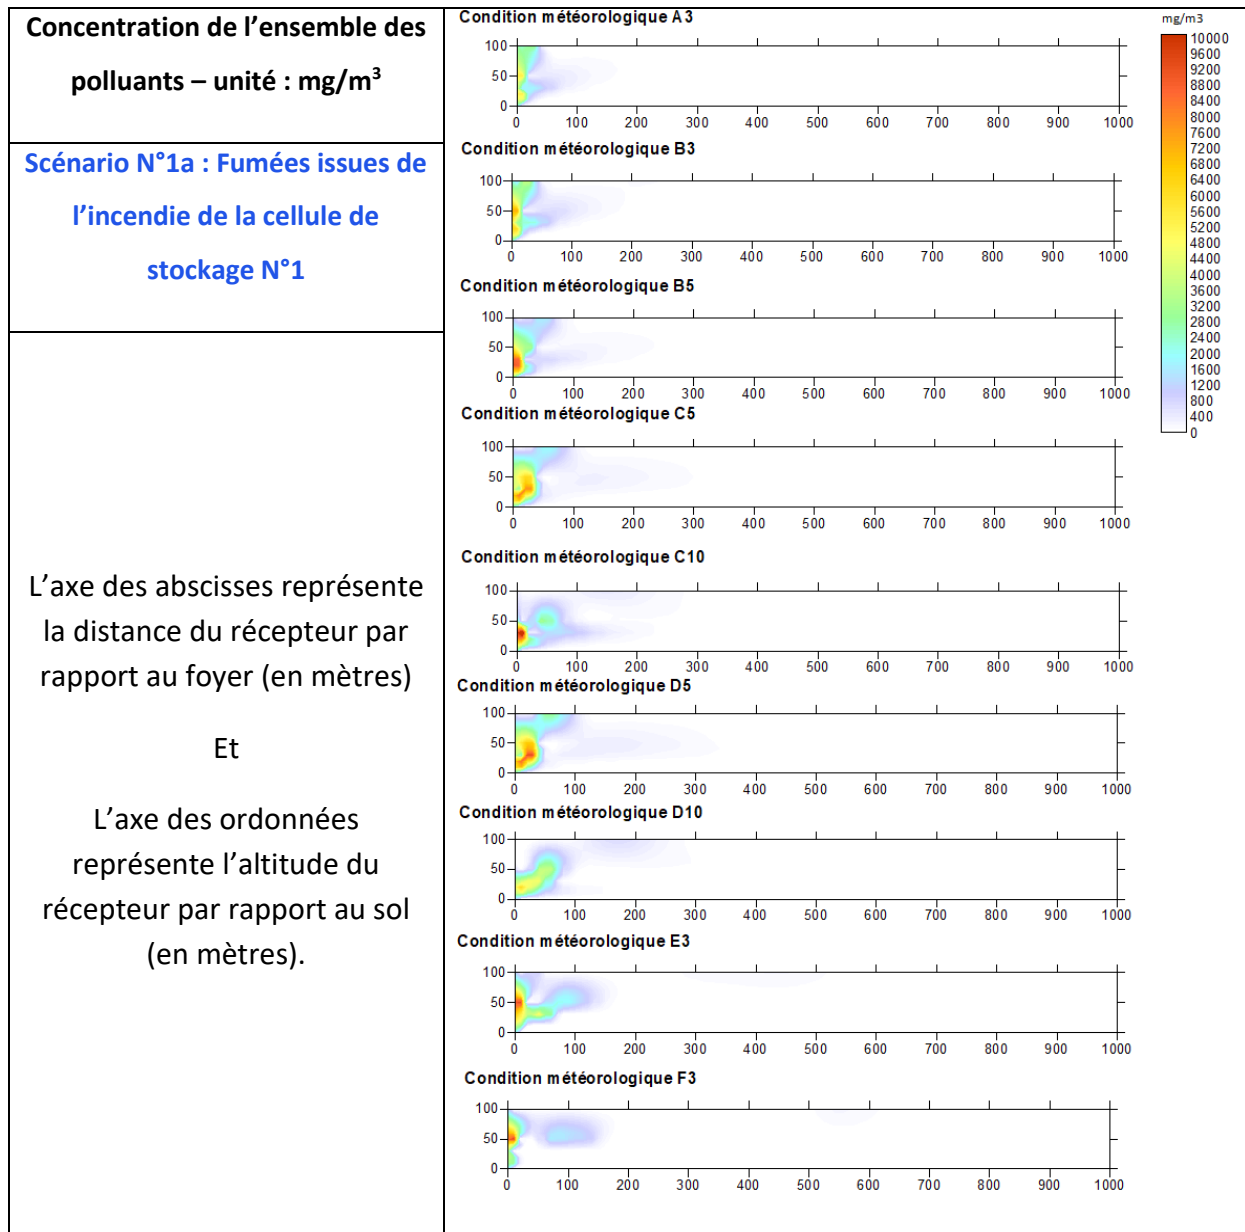 Concentration de l’ensemble des
polluants – unité : mg/m³
Scénario N°1a : Fumées issues de
l’incendie de la cellule de
stockage N°1
L’axe des abscisses représente
la distance du récepteur par
rapport au foyer (en mètres)
Et
L’axe des ordonnées
représente l’altitude du
récepteur par rapport au sol
(en mètres).
Condition météorologique A3
100
50
0
0 100 200 300 400 500 600 700 800 900 1000
Condition météorologique B3
100
50
0
0 100 200 300 400 500 600 700 800 900 1000
Condition météorologique B5
100
50
0
0 100 200 300 400 500 600 700 800 900 1000
Condition météorologique C5
100
50
0
0 100 200 300 400 500 600 700 800 900 1000
Condition météorologique C10
100
50
0
0 100 200 300 400 500 600 700 800 900 1000
Condition météorologique D5
100
50
0
0 100 200 300 400 500 600 700 800 900 1000
Condition météorologique D10
100
50
0
0 100 200 300 400 500 600 700 800 900 1000
Condition météorologique E3
100
50
0
0 100 200 300 400 500 600 700 800 900 1000
Condition météorologique F3
100
50
0
0 100 200 300 400 500 600 700 800 900 1000
mg/m3
10000
9600
9200
8800
8400
8000
7600
7200
6800
6400
6000
5600
5200
4800
4400
4000
3600
3200
2800
2400
2000
1600
1200
800
400
0